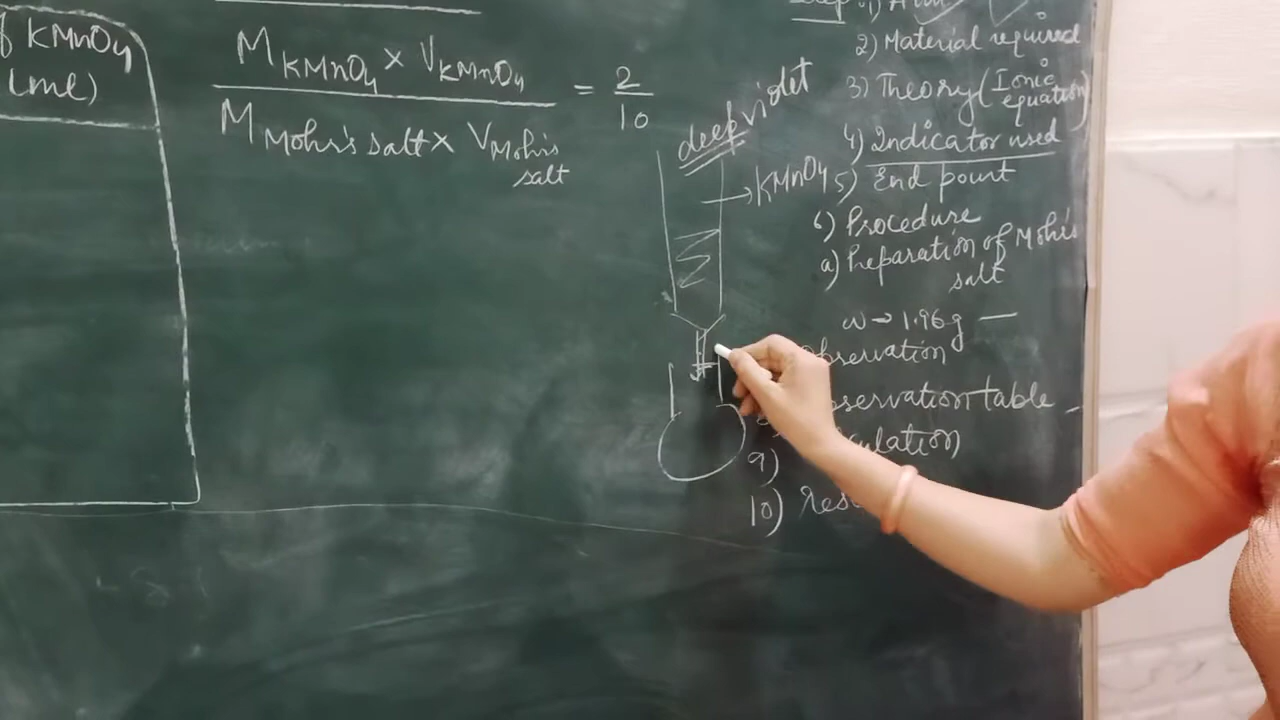 KMnO4
(ml)
MKMnO4 × VKMnO4
= 2
10
MMohr's salt × VMohr's
salt
deep violet
→ KMnO4
2) Material required
3) Theory (Ionic
equation)
4) Indicator used
5) End point
6) Procedure
a) Preparation of Mohr's
salt
w → 1.96g —
observation
observation table -
9)
10)